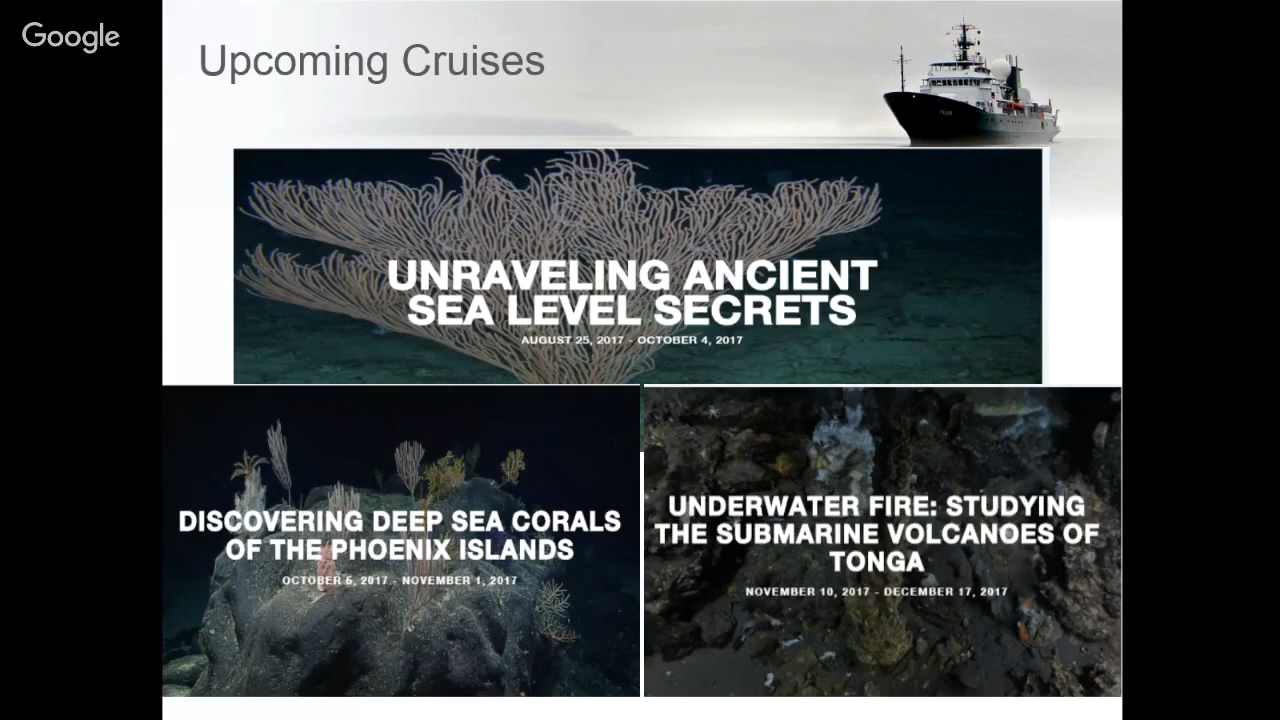 Google
Upcoming Cruises
UNRAVELING ANCIENT
SEA LEVEL SECRETS
AUGUST 25, 2017 - OCTOBER 4, 2017
DISCOVERING DEEP SEA CORALS
OF THE PHOENIX ISLANDS
OCTOBER 5, 2017 - NOVEMBER 1, 2017
UNDERWATER FIRE: STUDYING
THE SUBMARINE VOLCANOES OF
TONGA
NOVEMBER 10, 2017 - DECEMBER 17, 2017